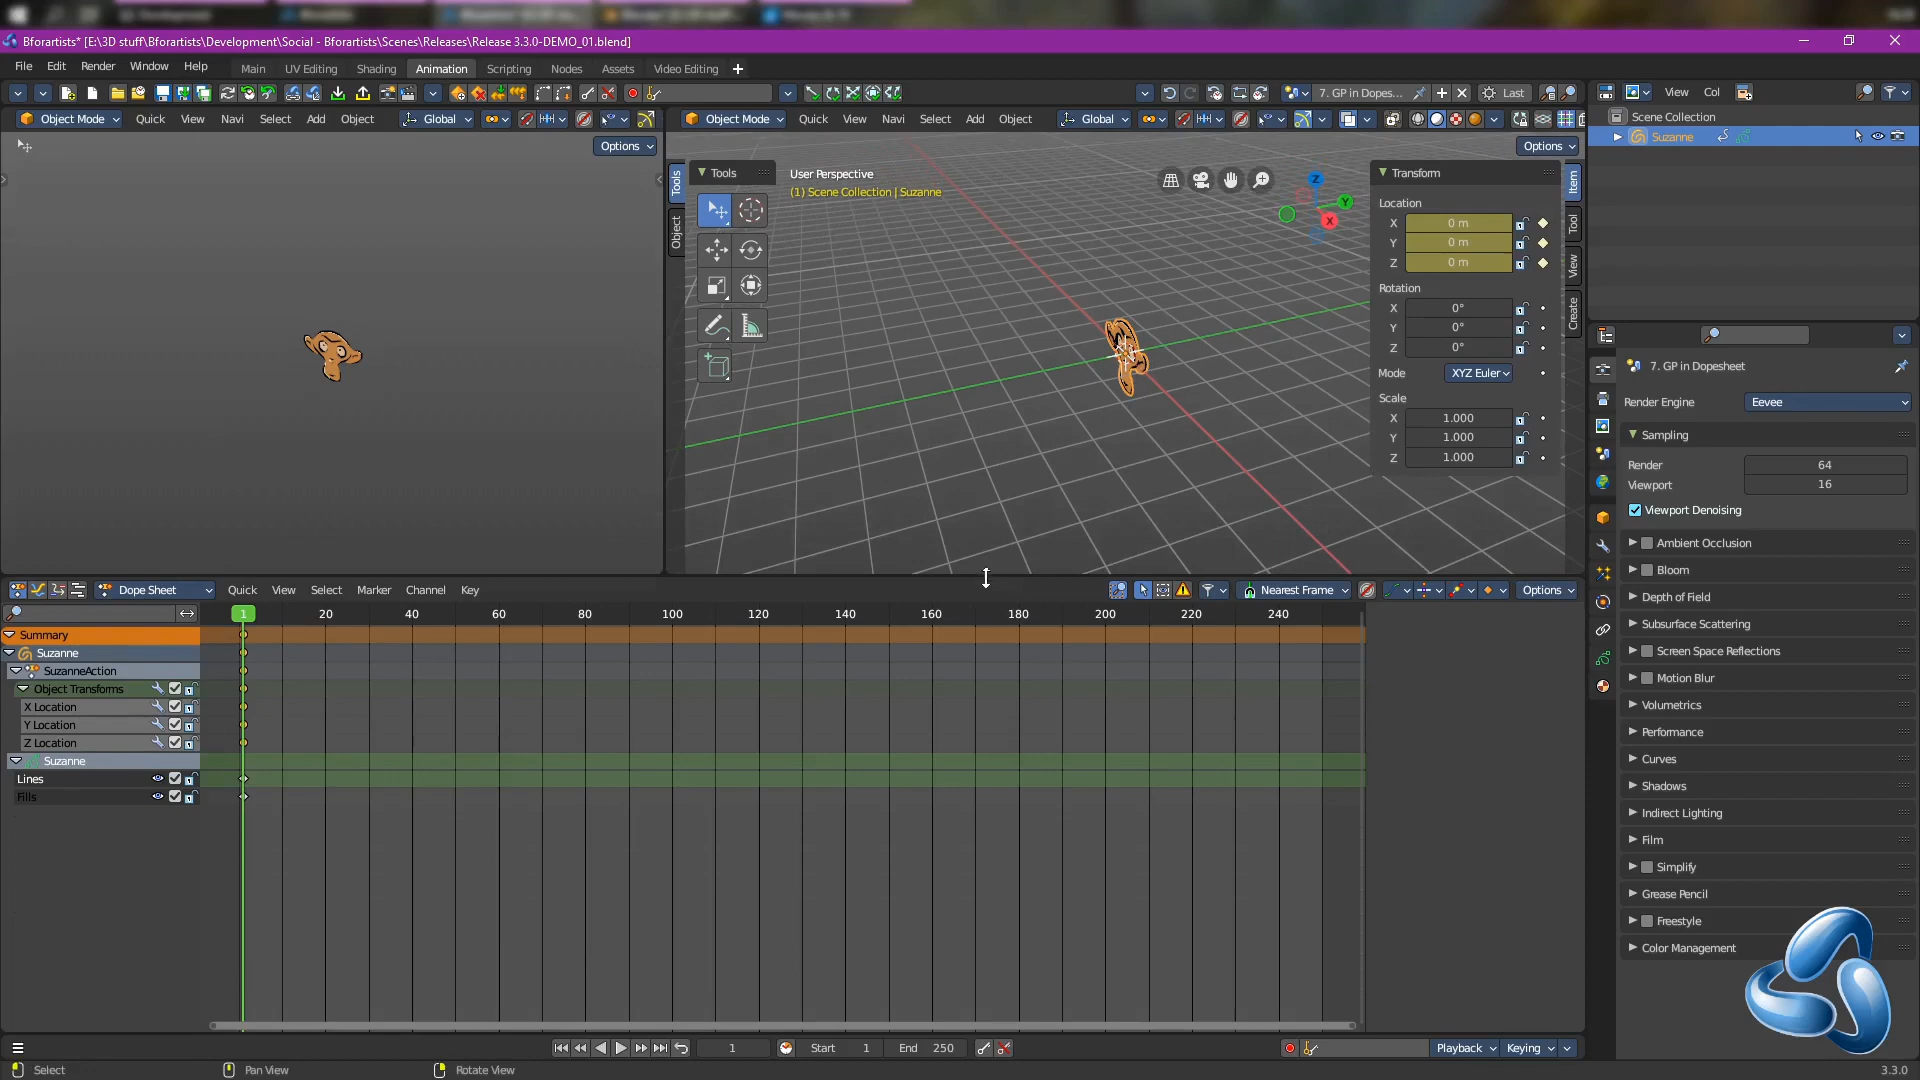 Bforartists* [E:\3D stuff\Bforartists\Development\Social - Bforartists\Scenes\Releases\Release 3.3.0-DEMO_01.blend]
File Edit Render Window Help Main UV Editing Shading Animation Scripting Nodes Assets Video Editing
7. GP in Dopes... Last View Col
Object Mode Quick View Navi Select Add Object Global
Object Mode Quick View Navi Select Add Object Global
Scene Collection
Suzanne
Options
Options
Tools
Object
Tools
User Perspective
(1) Scene Collection | Suzanne
X
Y
Z
Transform
Location
X 0 m
Y 0 m
Z 0 m
Rotation
X 0°
Y 0°
Z 0°
Mode XYZ Euler
Scale
X 1.000
Y 1.000
Z 1.000
Item
Tool
View
Create
7. GP in Dopesheet
Render Engine Eevee
Sampling
Render 64
Viewport 16
Viewport Denoising
Ambient Occlusion
Bloom
Depth of Field
Subsurface Scattering
Screen Space Reflections
Motion Blur
Volumetrics
Performance
Curves
Shadows
Indirect Lighting
Film
Simplify
Grease Pencil
Freestyle
Color Management
Dope Sheet Quick View Select Marker Channel Key Nearest Frame Options
1 20 40 60 80 100 120 140 160 180 200 220 240
Summary
Suzanne
SuzanneAction
Object Transforms
X Location
Y Location
Z Location
Suzanne
Lines
Fills
1 Start 1 End 250 Playback Keying
Select Pan View Rotate View 3.3.0